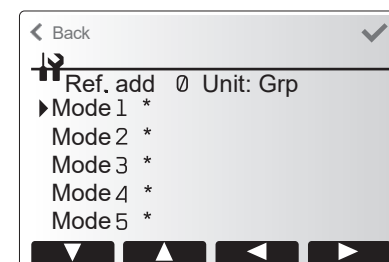 Back
Ref. add 0 Unit: Grp
Mode 1 *
Mode 2 *
Mode 3 *
Mode 4 *
Mode 5 *